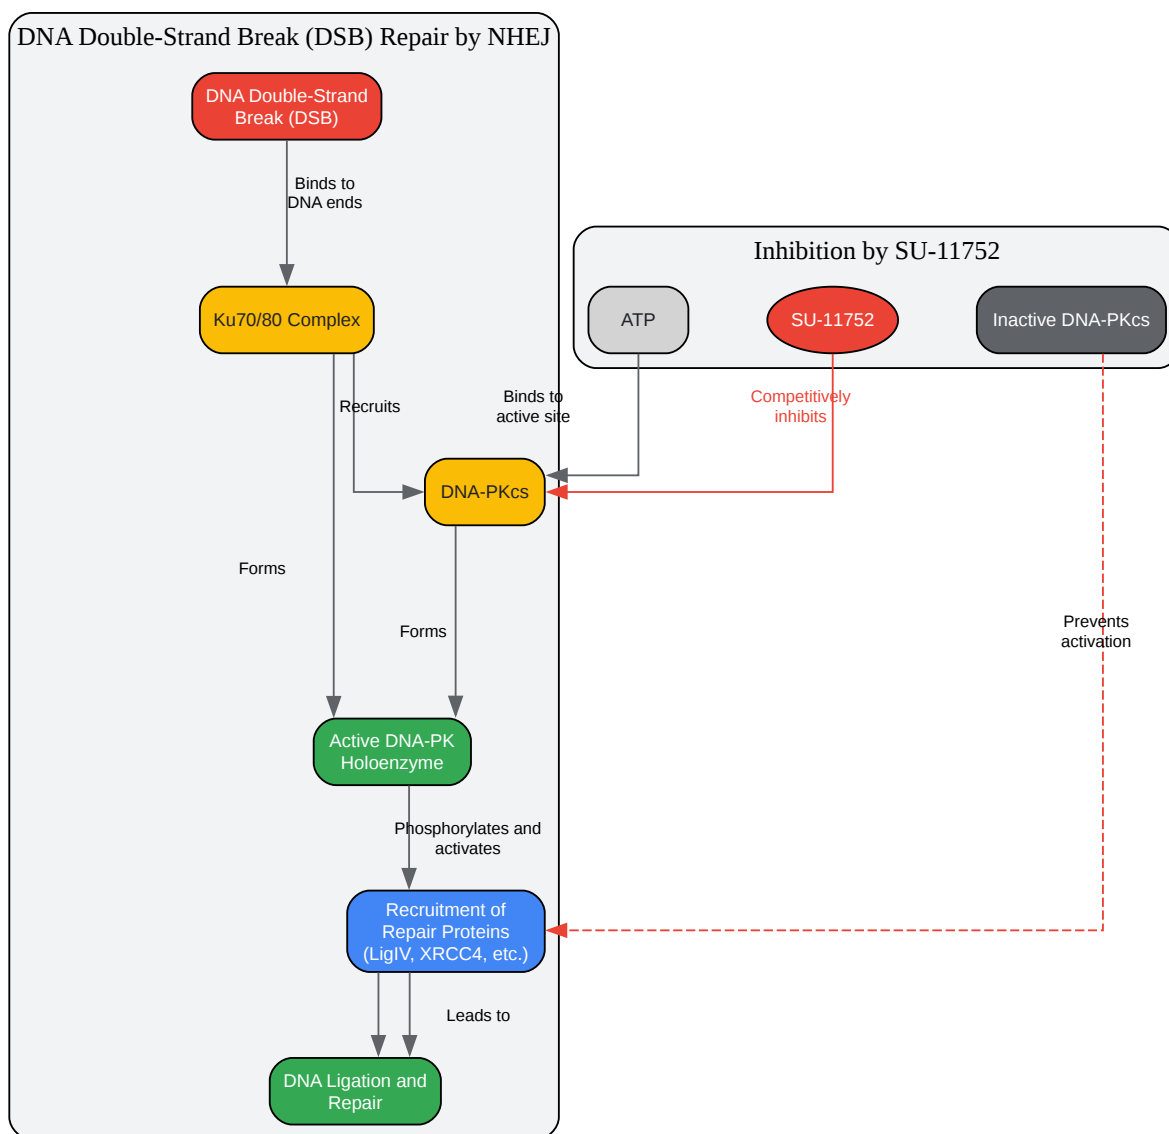 DNA Double-Strand Break (DSB) Repair by NHEJ
DNA Double-Strand
Break (DSB)
Binds to
DNA ends
Inhibition by SU-11752
Ku70/80 Complex
ATP
SU-11752
Inactive DNA-PKcs
Recruits
Binds to
active site
Competitively
inhibits
DNA-PKcs
Forms
Forms
Prevents
activation
Active DNA-PK
Holoenzyme
Phosphorylates and
activates
Recruitment of
Repair Proteins
(LigIV, XRCC4, etc.)
Leads to
DNA Ligation and
Repair